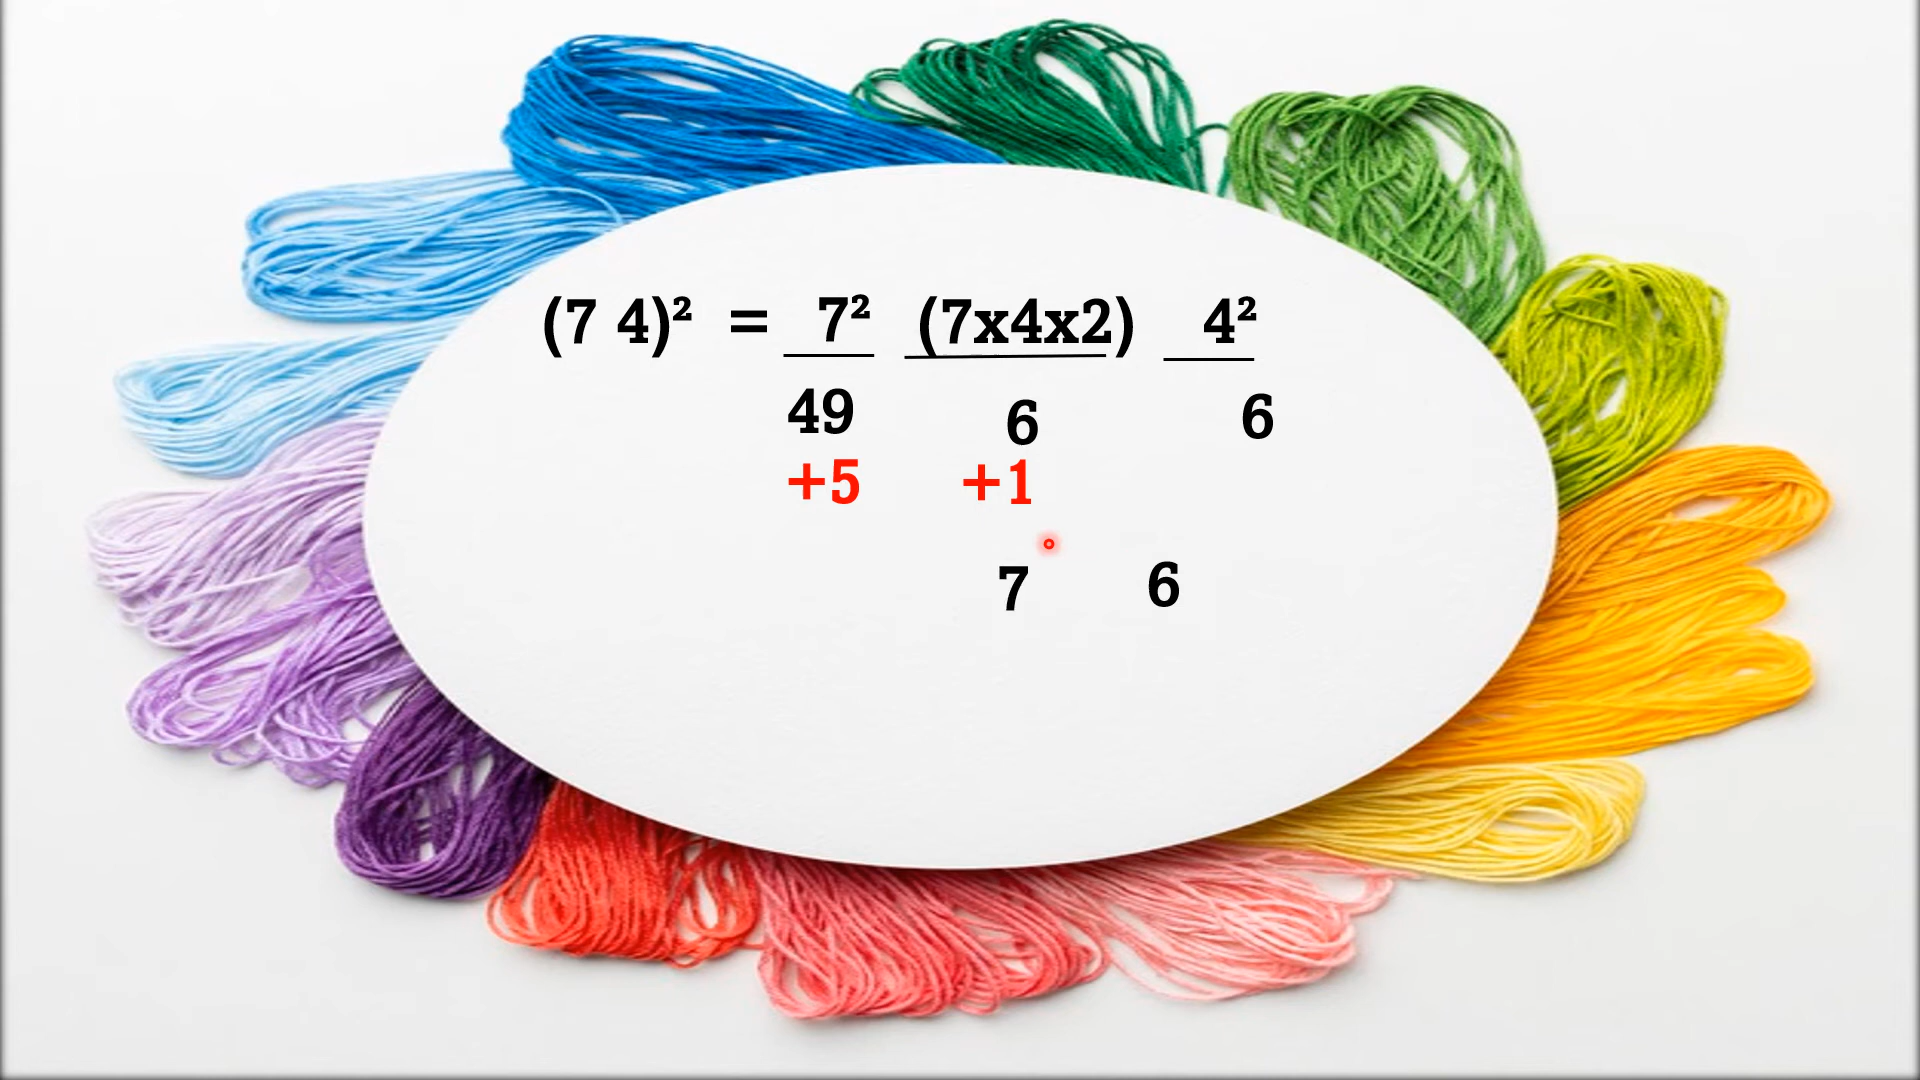 (7 4)² = 7² (7x4x2) 4²
49 6 6
+5 +1
7 6